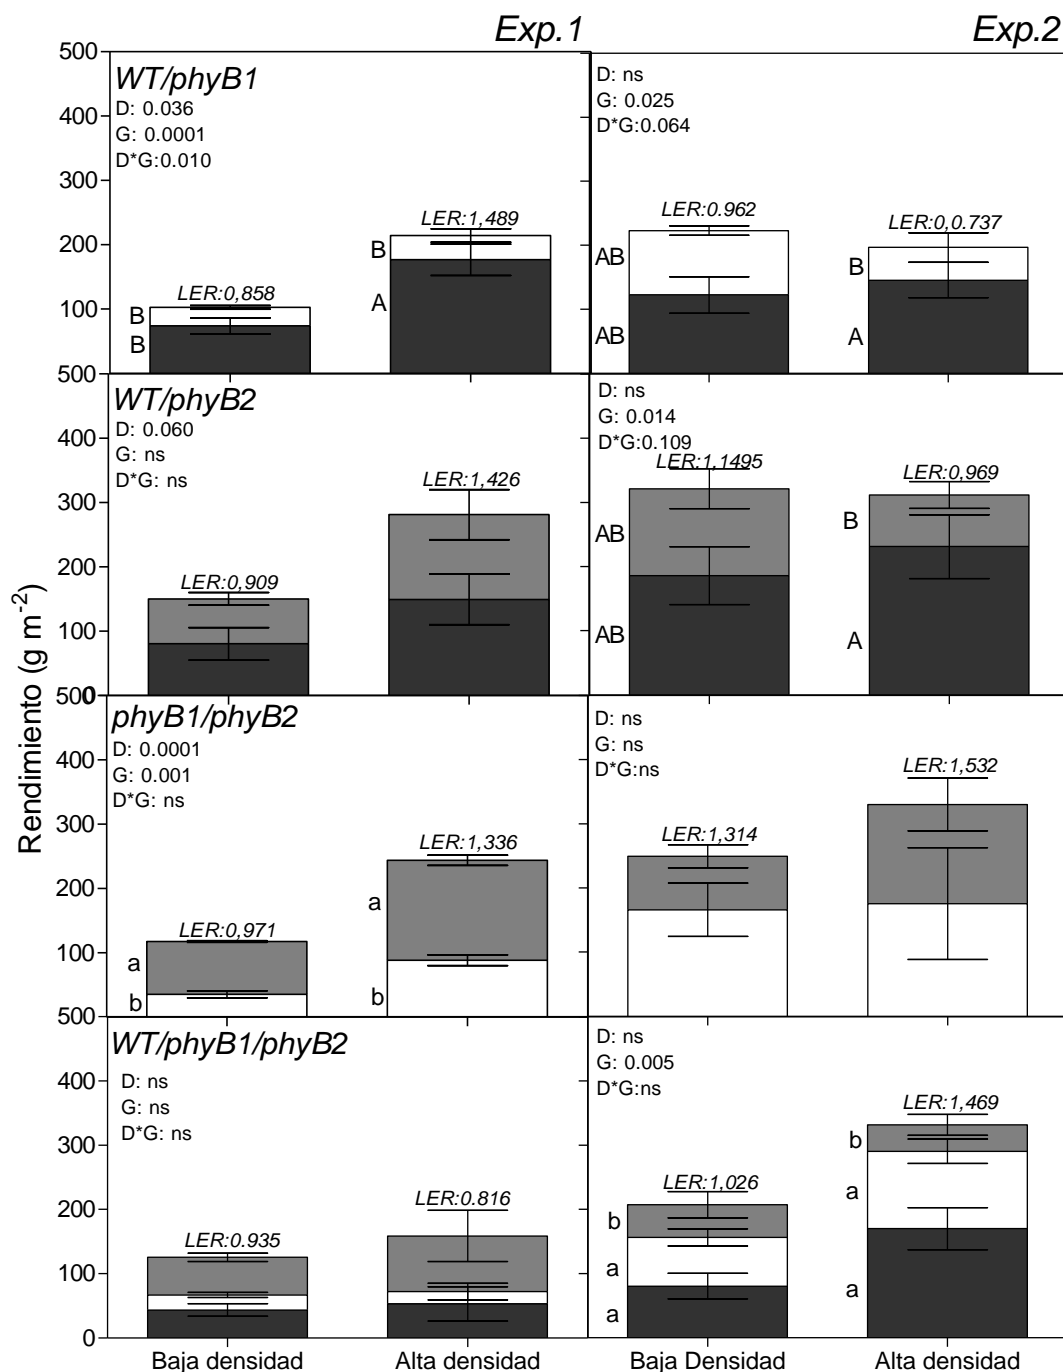 Exp.1
Exp.2
Rendimiento (g m-2)
500
400
300
200
100
WT/phyB1
D: 0.036
G: 0.0001
D*G:0.010
LER:0,858
B
B
LER:1,489
B
A
D: ns
G: 0.025
D*G:0.064
LER:0.962
AB
AB
LER:0,0.737
B
A
500
400
300
200
100
0
WT/phyB2
D: 0.060
G: ns
D*G: ns
LER:0,909
LER:1,426
D: ns
G: 0.014
D*G:0.109
LER:1,1495
AB
AB
LER:0,969
B
A
500
400
300
200
100
phyB1/phyB2
D: 0.0001
G: 0.001
D*G: ns
LER:0,971
a
b
LER:1,336
a
b
D: ns
G: ns
D*G:ns
LER:1,314
LER:1,532
500
400
300
200
100
0
WT/phyB1/phyB2
D: ns
G: ns
D*G: ns
LER:0.935
LER:0.816
D: ns
G: 0.005
D*G:ns
LER:1,026
b
a
a
LER:1,469
b
a
a
Baja densidad
Alta densidad
Baja Densidad
Alta densidad